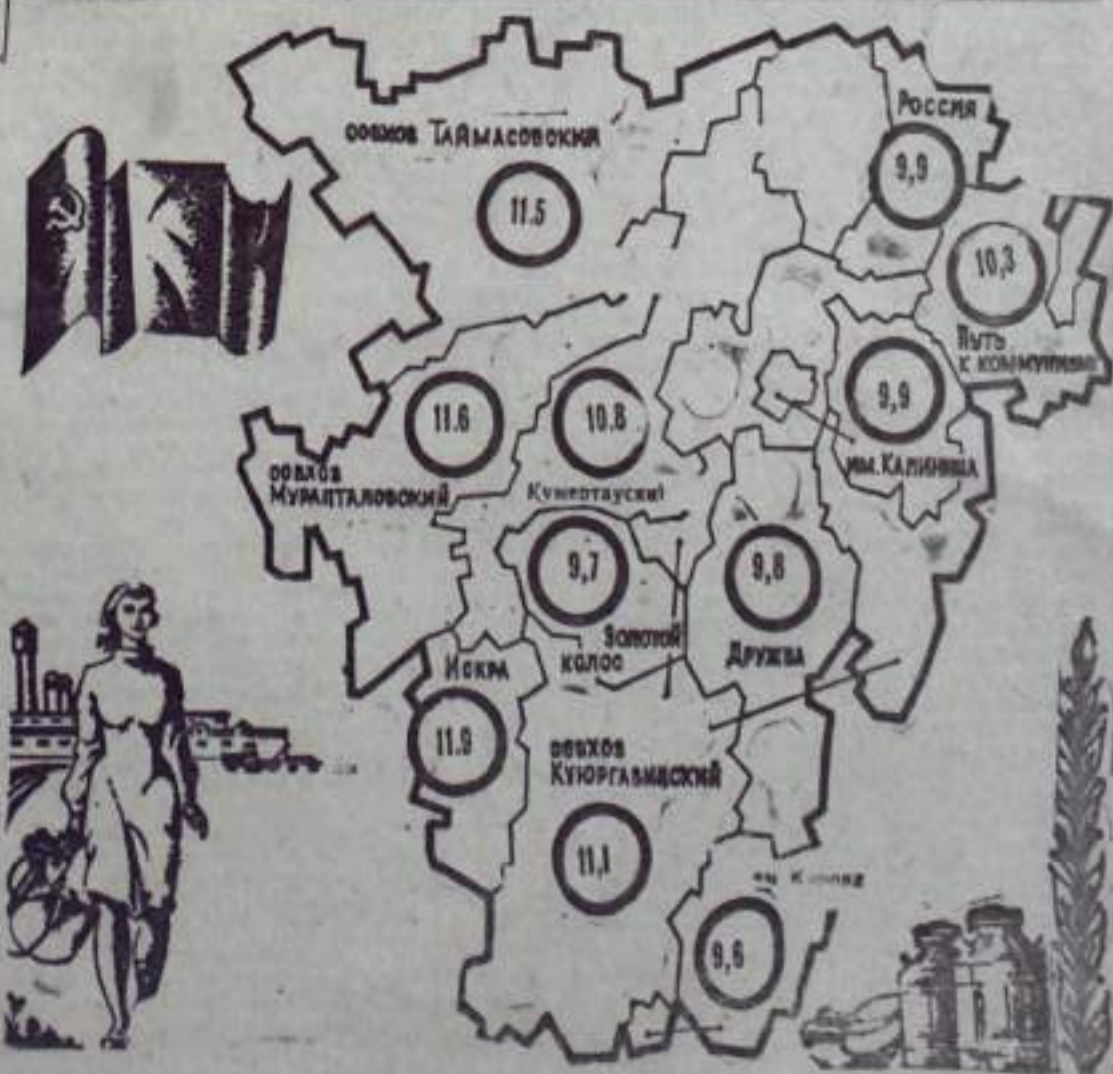 Россия
9,9
совхоз Таймасовский
11.5
10,3
Путь
к коммунизму
11.6
10.8
9,9
совхоз
Мурапталовский
Кумертауский
им. Калинина
9,7
9,8
Золотой
колос
Дружба
Искра
11.9
совхоз
Куюргазинский
11,1
им
9,6